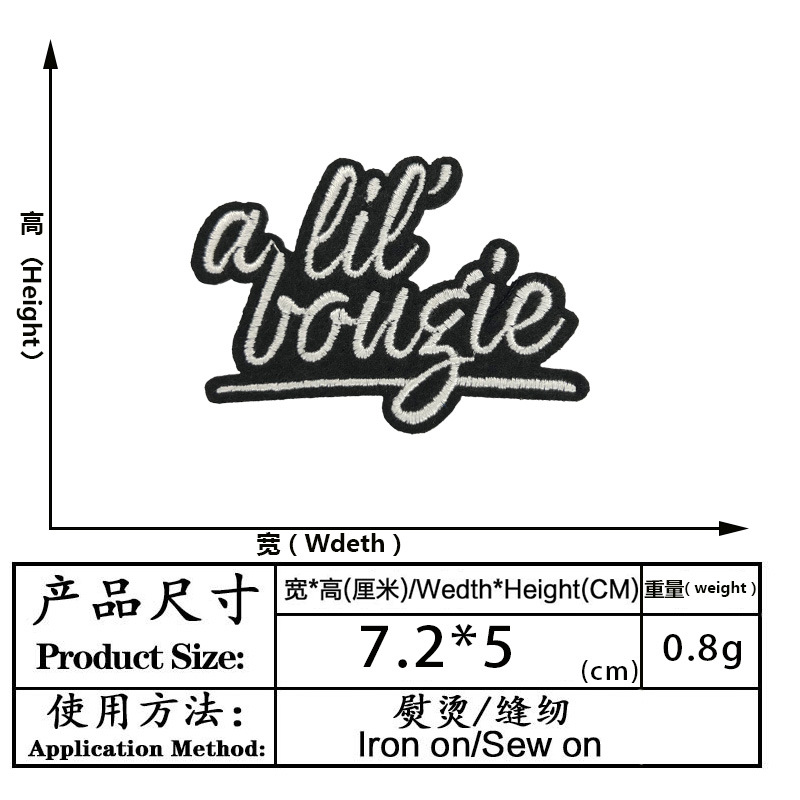 a lil'
bougie
高 (Height)
宽 ( Wdeth )
产品尺寸
Product Size:
宽*高(厘米)/Wedth*Height(CM)
重量( weight )
7.2*5
(cm)
0.8g
使用方法:
Application Method:
熨烫/缝纫
Iron on/Sew on